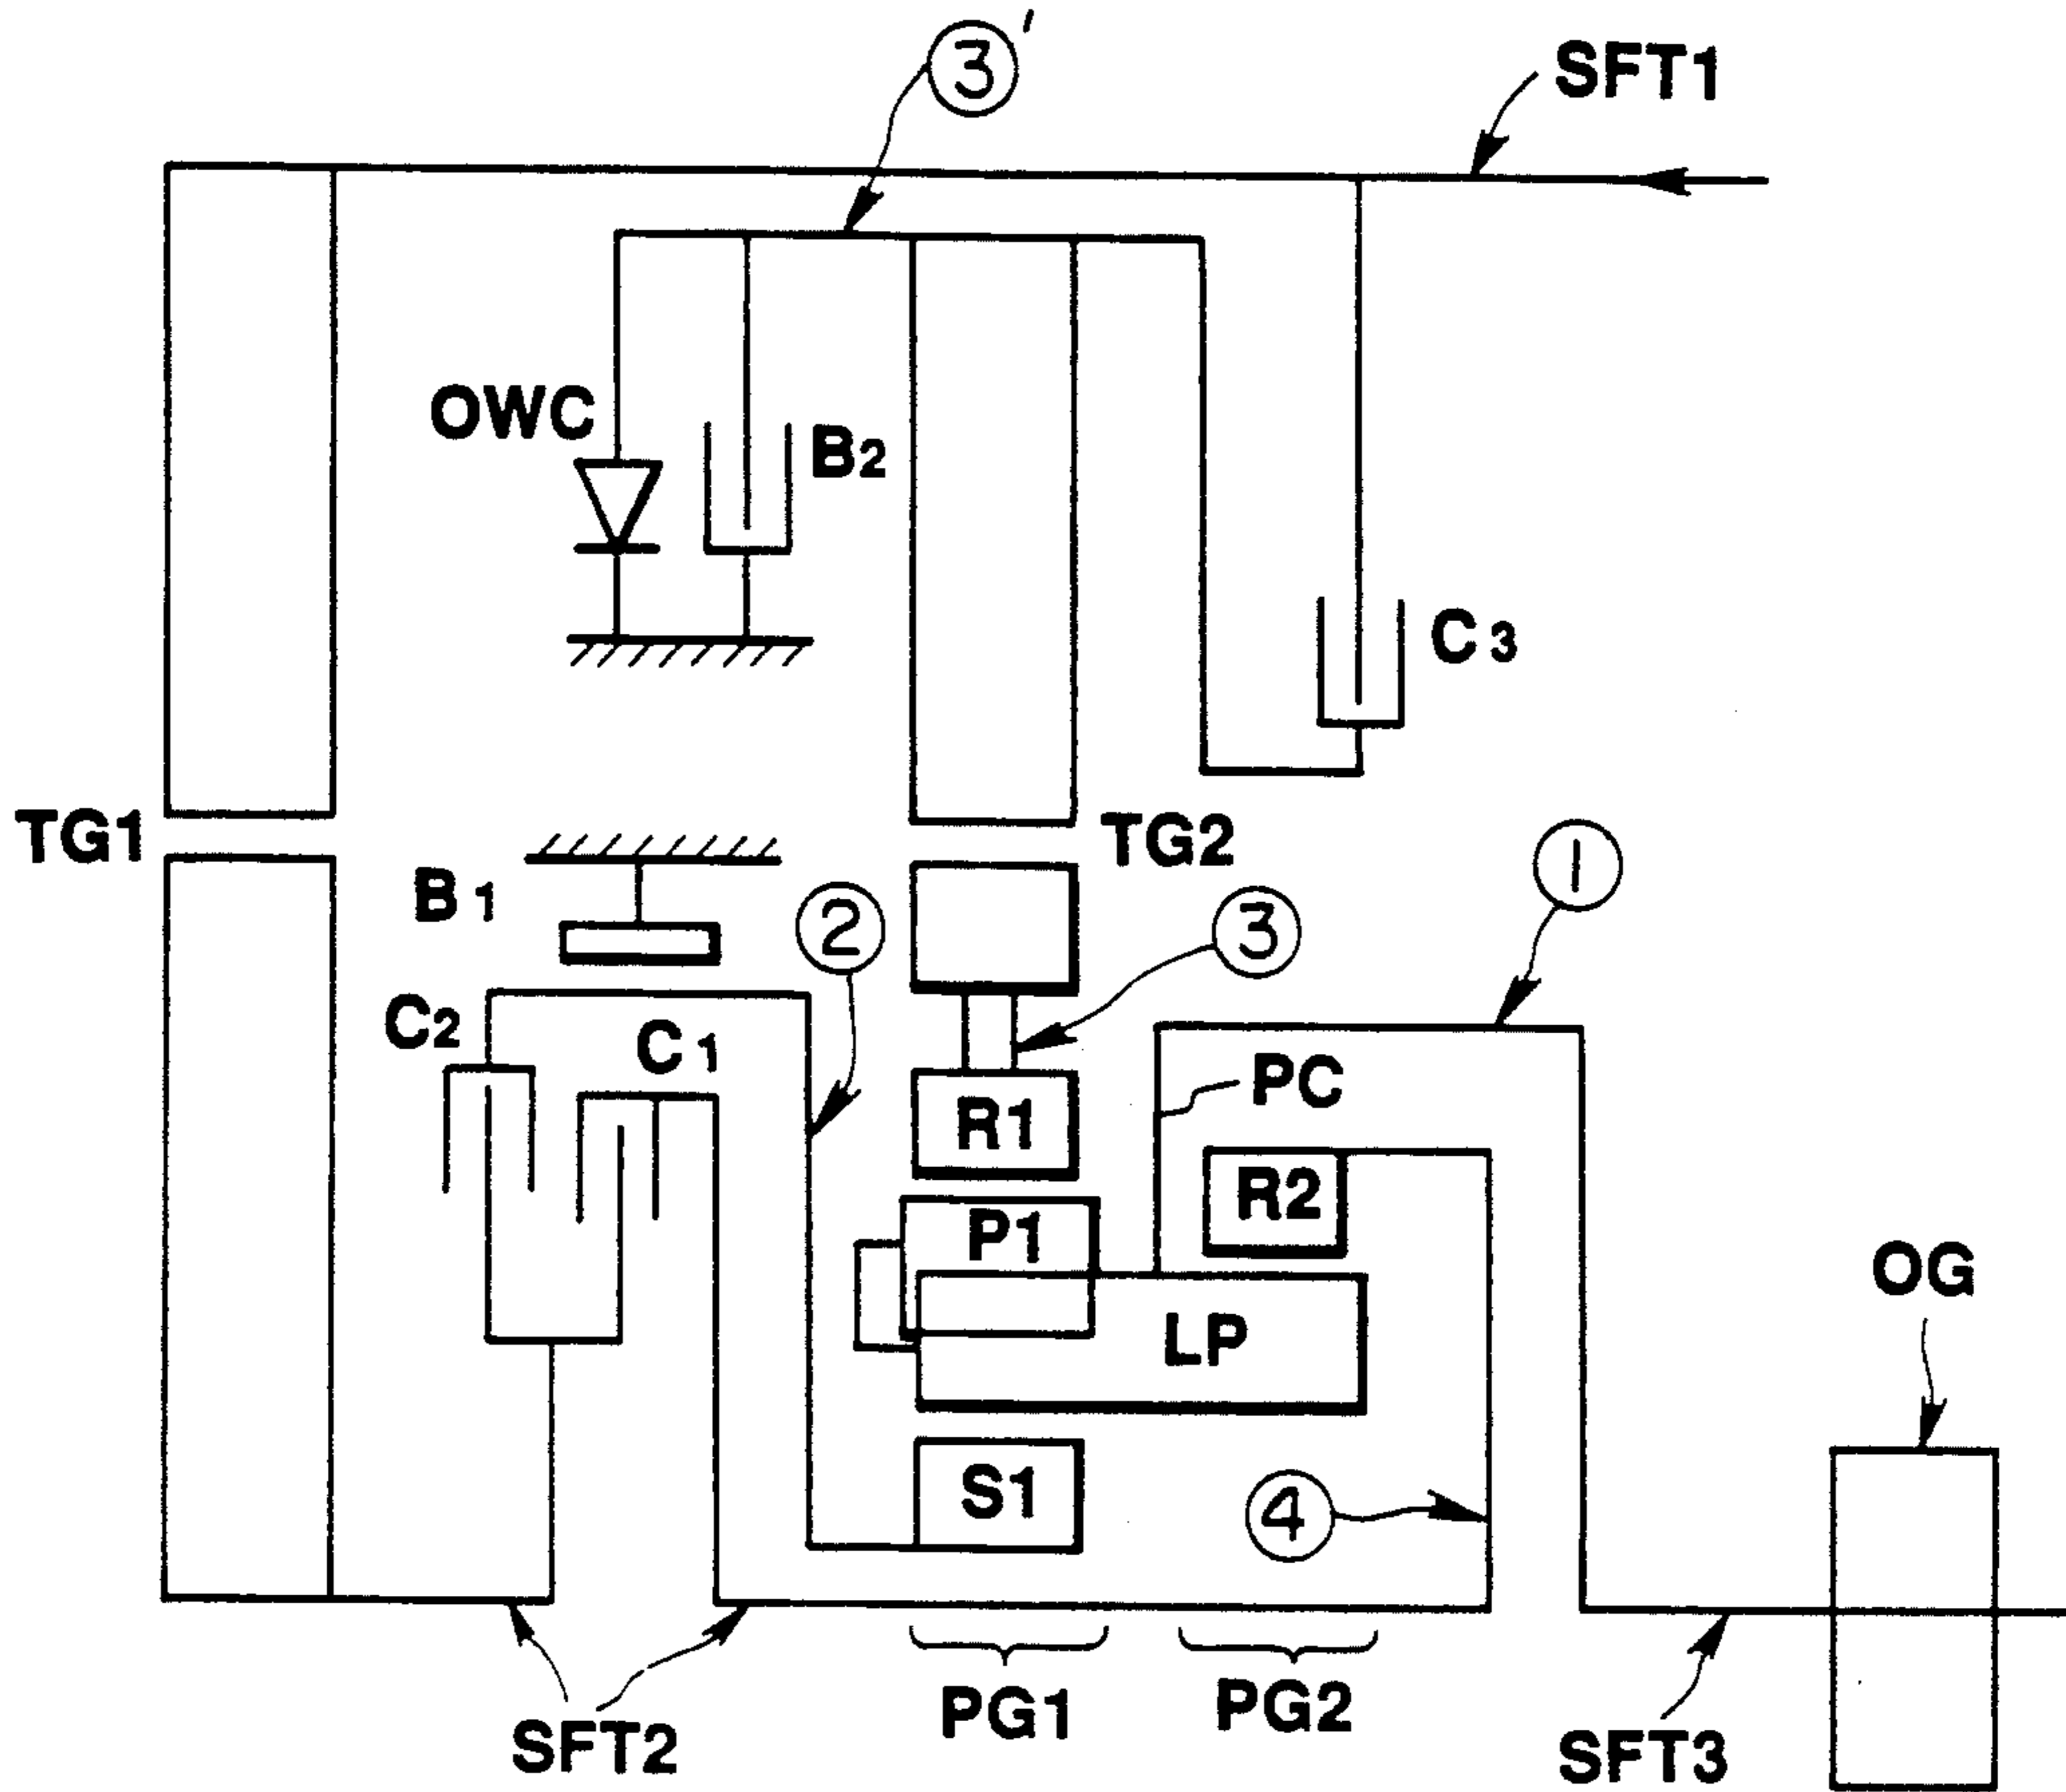 ③'
SFT1
OWC
B2
C3
TG1
TG2
B1
②
③
①
C2
C1
PC
R1
R2
P1
OG
LP
S1
④
PG1
PG2
SFT2
SFT3